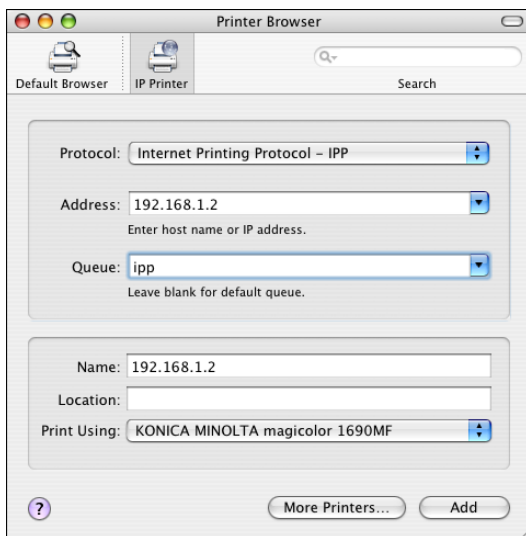 Printer Browser
Default Browser
IP Printer
Search
Protocol: Internet Printing Protocol – IPP
Address: 192.168.1.2
Enter host name or IP address.
Queue: ipp
Leave blank for default queue.
Name: 192.168.1.2
Location:
Print Using: KONICA MINOLTA magicolor 1690MF
?
More Printers...
Add